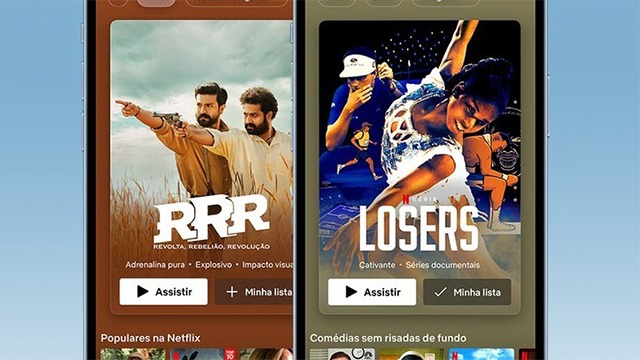 RRR
REVOLTA, REBELIÃO, REVOLUÇÃO
Adrenalina pura • Explosivo • Impacto visua
Assistir
Minha lista
Populares na Netflix
N SÉRIE
LOSERS
Cativante • Séries documentais
Assistir
Minha lista
Comédias sem risadas de fundo